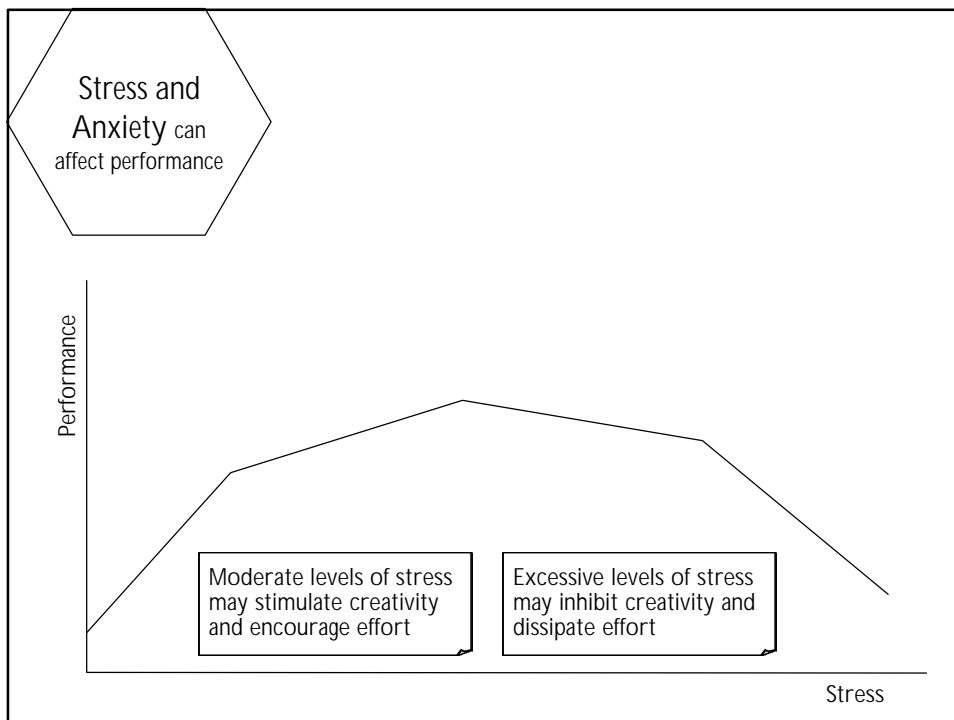 Stress and
Anxiety can
affect performance
Performance
Moderate levels of stress
may stimulate creativity
and encourage effort
Excessive levels of stress
may inhibit creativity and
dissipate effort
Stress